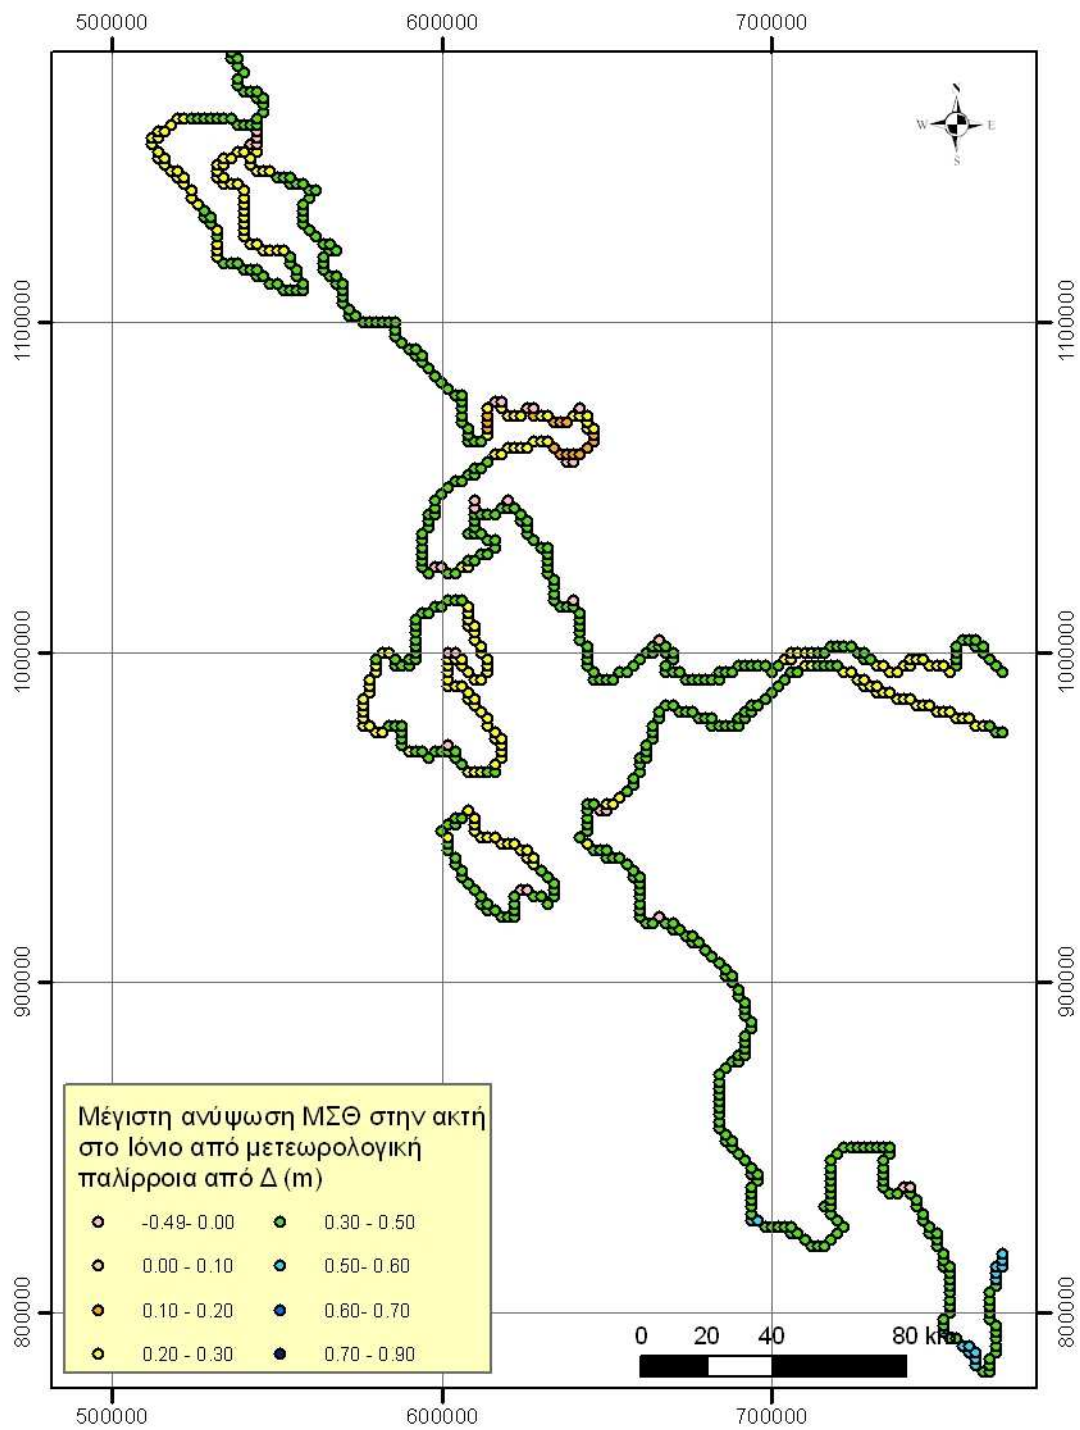 500000 600000 700000
N
W E
S
1100000 1100000
1000000 1000000
900000 900000
800000 800000
Μέγιστη ανύψωση ΜΣΘ στην ακτή
στο Ιόνιο από μετεωρολογική
παλίρροια από Δ (m)
-0.49- 0.00 0.30 - 0.50
0.00 - 0.10 0.50- 0.60
0.10 - 0.20 0.60- 0.70
0.20 - 0.30 0.70 - 0.90
0 20 40 80 km
500000 600000 700000